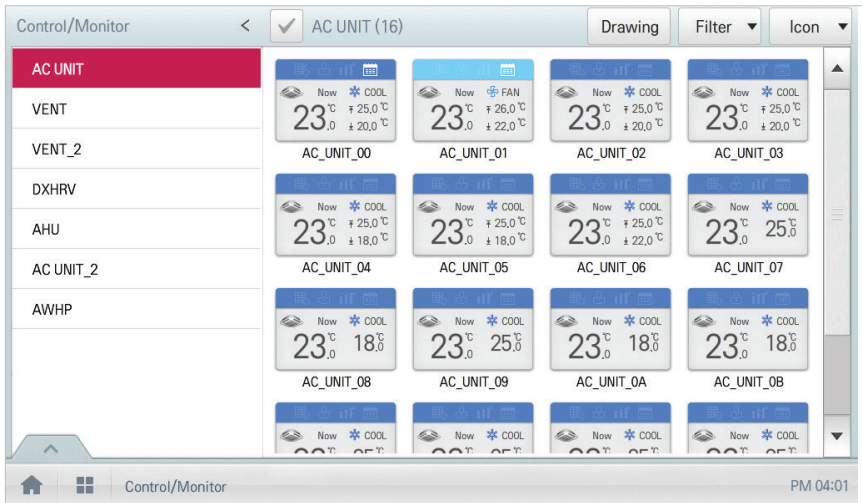 Control/Monitor < AC UNIT (16) Drawing Filter ▼ Icon ▼
AC UNIT
VENT
VENT_2
DXHRV
AHU
AC UNIT_2
AWHP
Now COOL
23.0 °C 25.0 °C 20.0 °C
AC_UNIT_00
Now FAN
23.0 °C 26.0 °C 22.0 °C
AC_UNIT_01
Now COOL
23.0 °C 25.0 °C 20.0 °C
AC_UNIT_02
Now COOL
23.0 °C 25.0 °C 20.0 °C
AC_UNIT_03
Now COOL
23.0 °C 25.0 °C 18.0 °C
AC_UNIT_04
Now COOL
23.0 °C 25.0 °C 18.0 °C
AC_UNIT_05
Now COOL
23.0 °C 25.0 °C 22.0 °C
AC_UNIT_06
Now COOL
23.0 °C 25.0 °C
AC_UNIT_07
Now COOL
23.0 °C 18.0 °C
AC_UNIT_08
Now COOL
23.0 °C 25.0 °C
AC_UNIT_09
Now COOL
23.0 °C 18.0 °C
AC_UNIT_0A
Now COOL
23.0 °C 18.0 °C
AC_UNIT_0B
Now COOL
Now COOL
Now COOL
Now COOL
Control/Monitor
PM 04:01